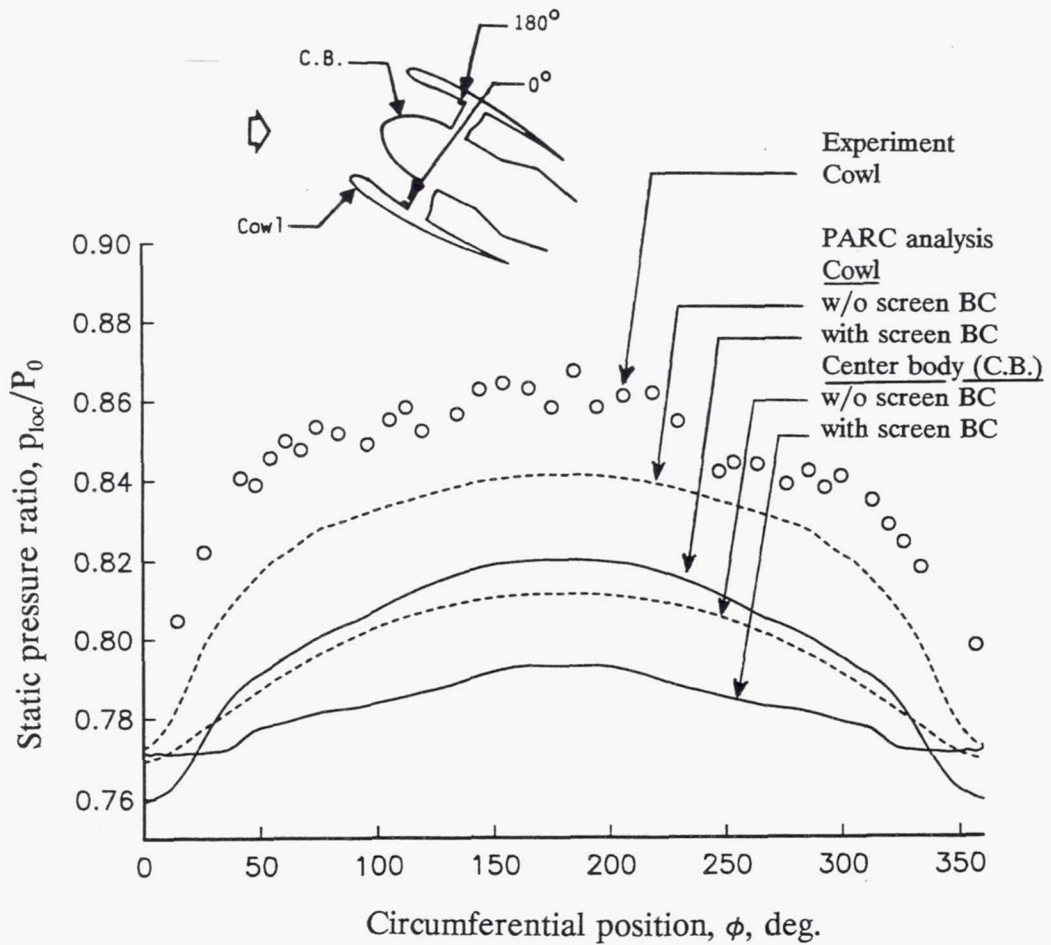 180°
C.B.
0°
Cowl
Experiment
Cowl
PARC analysis
Cowl
w/o screen BC
with screen BC
Center body (C.B.)
w/o screen BC
with screen BC
0.90
0.88
0.86
0.84
0.82
0.80
0.78
0.76
Static pressure ratio, p_loc/P_0
0 50 100 150 200 250 300 350
Circumferential position, ϕ, deg.